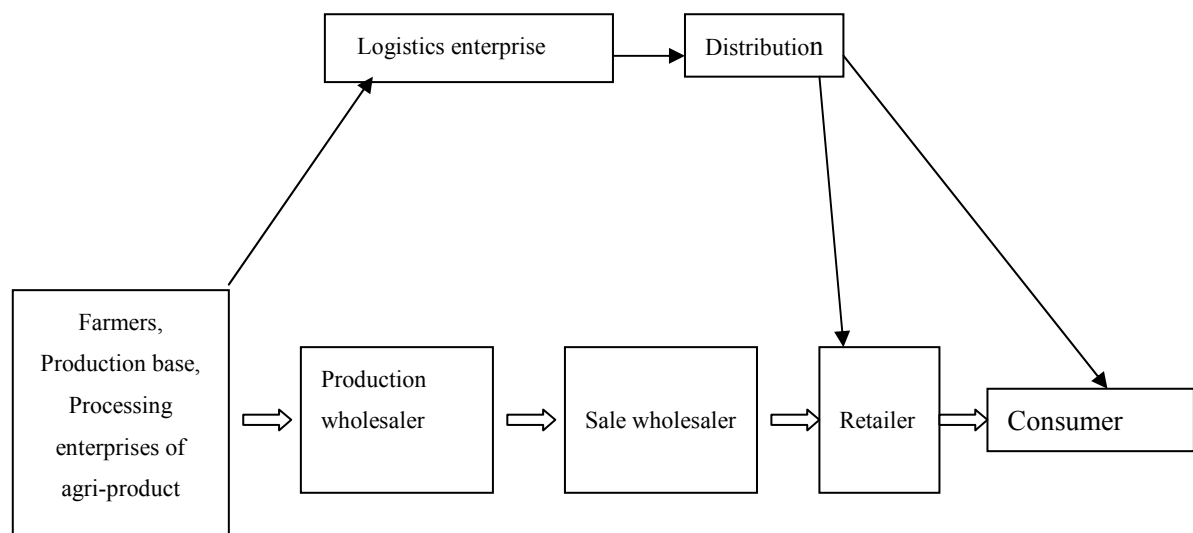 Logistics enterprise
Distribution
Farmers,
Production base,
Processing
enterprises of
agri-product
Production
wholesaler
Sale wholesaler
Retailer
Consumer